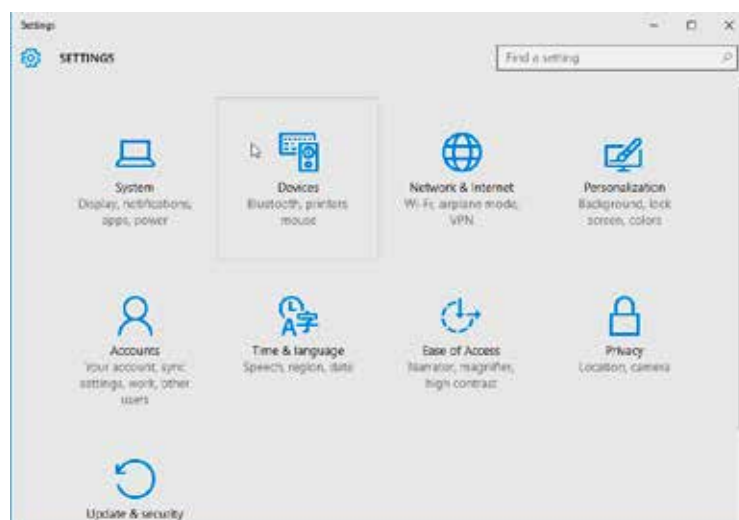 Settings
SETTINGS
Find a setting
System
Display, notifications,
apps, power
Devices
Bluetooth, printers
mouse
Network & Internet
Wi-Fi, airplane mode,
VPN
Personalization
Background, lock
screen, colors
Accounts
Your account, sync
settings, work, other
users
Time & language
Speech, region, date
Ease of Access
Narrator, magnifier,
high contrast
Privacy
Location, camera
Update & security